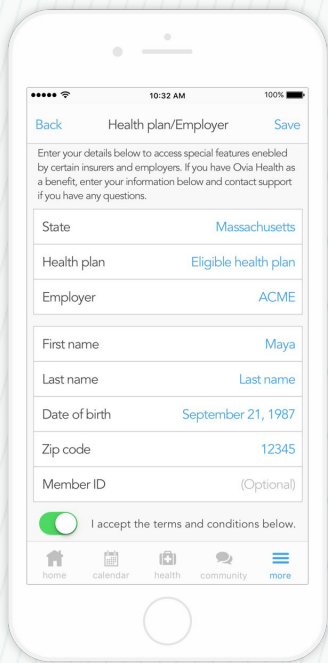 10:32 AM 100%
Back Health plan/Employer Save
Enter your details below to access special features enebled
by certain insurers and employers. If you have Ovia Health as
a benefit, enter your information below and contact support
if you have any questions.
State Massachusetts
Health plan Eligible health plan
Employer ACME
First name Maya
Last name Last name
Date of birth September 21, 1987
Zip code 12345
Member ID (Optional)
I accept the terms and conditions below.
home calendar health community more